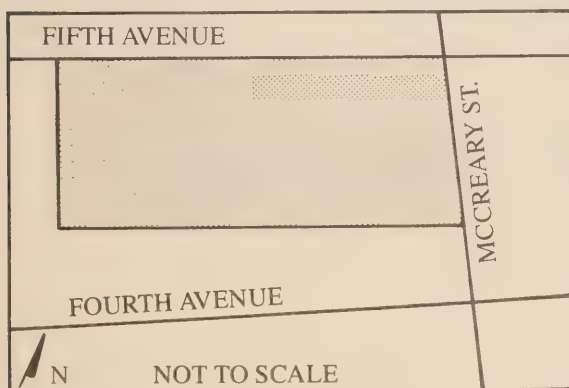 FIFTH AVENUE
MCCREARY ST.
FOURTH AVENUE
N
NOT TO SCALE